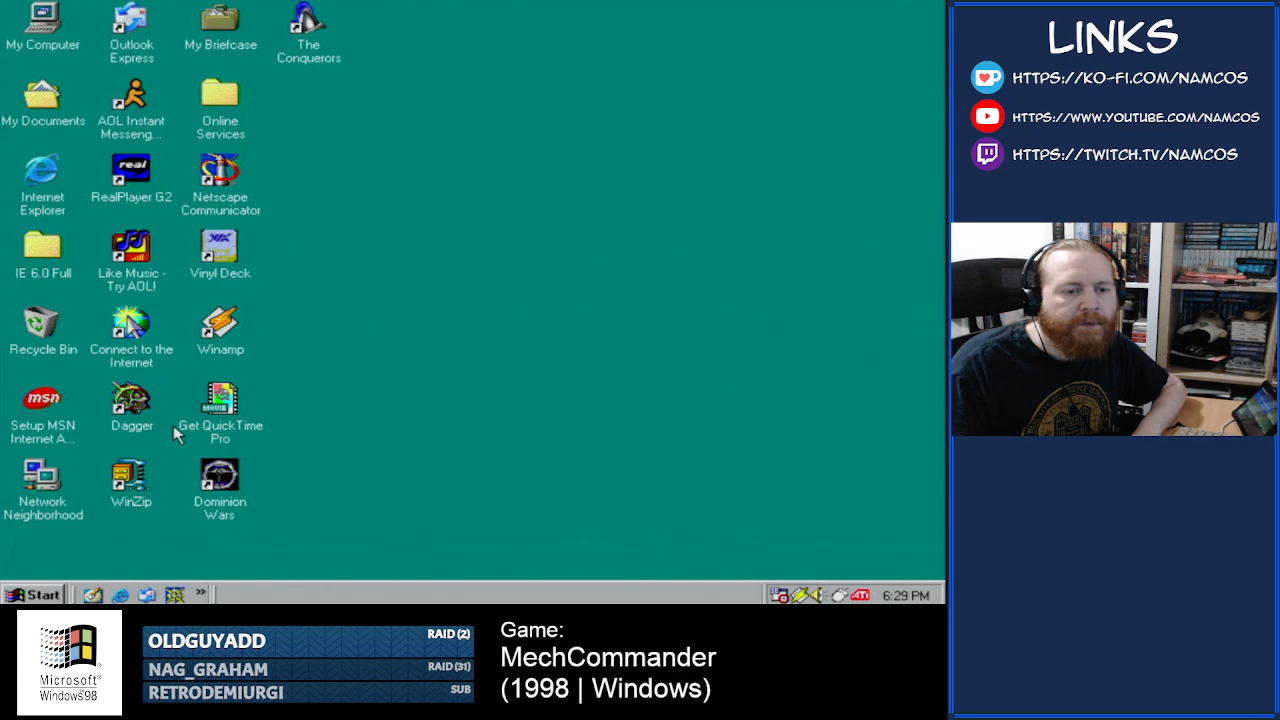 My Computer
Outlook
Express
My Briefcase
The
Conquerors
My Documents
AOL Instant
Messeng...
Online
Services
Internet
Explorer
real
RealPlayer G2
Netscape
Communicator
IE 6.0 Full
Like Music -
Try AOL!
Vinyl Deck
Recycle Bin
Connect to the
Internet
Winamp
msn
Setup MSN
Internet A...
Dagger
MOVIE
Get QuickTime
Pro
Network
Neighborhood
WinZip
Dominion
Wars
Start
»
ATI
6:29 PM
LINKS
HTTPS://KO-FI.COM/NAMCOS
HTTPS://WWW.YOUTUBE.COM/NAMCOS
HTTPS://TWITCH.TV/NAMCOS
Microsoft
Windows98
OLDGUYADD RAID (2)
NAG_GRAHAM RAID (31)
RETRODEMIURGI SUB
Game:
MechCommander
(1998 | Windows)